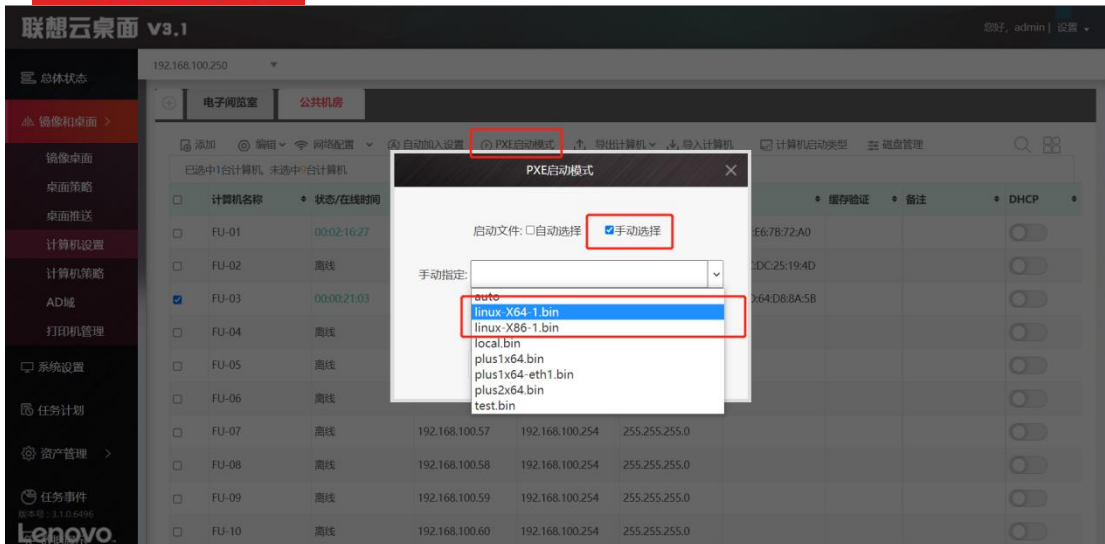 联想云桌面 V3.1
您好, admin | 设置
总体状态
192.168.100.250
电子阅览室 公共机房
镜像和桌面 >
添加 编辑 网络配置 自动加入设置 PXE启动模式 导出计算机 导入计算机 计算机启动类型 磁盘管理
镜像桌面
已选中1台计算机, 未选中9台计算机
PXE启动模式
桌面策略
计算机名称 状态/在线时间 缓存验证 备注 DHCP
桌面推送
FU-01 00:02:16:27 启动文件: 自动选择 手动选择 :E6:78:72:A0
计算机设置
FU-02 离线 手动指定: :DC:25:19:4D
计算机策略
AD域
FU-03 00:00:21:03 auto :64:D8:8A:5B
linux-X64-1.bin
打印机管理
FU-04 离线 linux-X86-1.bin
local.bin
系统设置
FU-05 离线 plus1x64.bin
plus1x64-eth1.bin
FU-06 离线 plus2x64.bin
任务计划
test.bin
FU-07 离线 192.168.100.57 192.168.100.254 255.255.255.0
资产管理 >
FU-08 离线 192.168.100.58 192.168.100.254 255.255.255.0
任务事件
FU-09 离线 192.168.100.59 192.168.100.254 255.255.255.0
版本号 : 3.1.0.6496
Lenovo
FU-10 离线 192.168.100.60 192.168.100.254 255.255.255.0